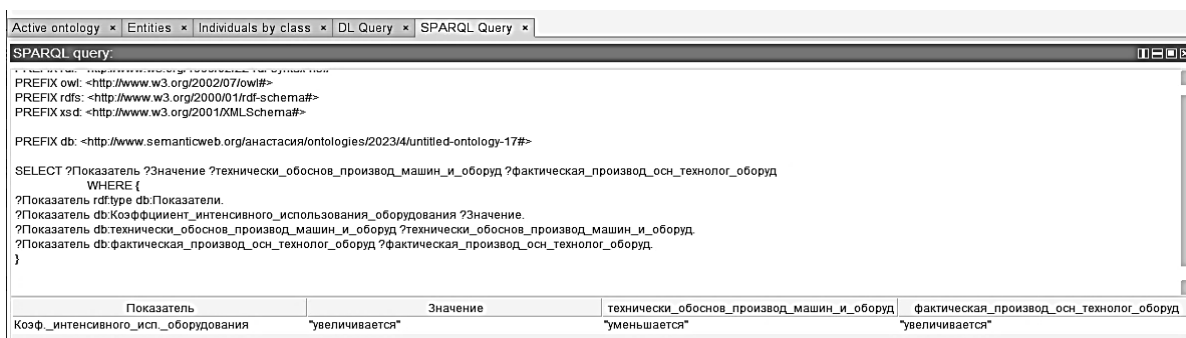 Active ontology × Entities × Individuals by class × DL Query × SPARQL Query ×
SPARQL query:
PREFIX owl: <http://www.w3.org/2002/07/owl#>
PREFIX rdfs: <http://www.w3.org/2000/01/rdf-schema#>
PREFIX xsd: <http://www.w3.org/2001/XMLSchema#>
PREFIX db: <http://www.semanticweb.org/анастасия/ontologies/2023/4/untitled-ontology-17#>
SELECT ?Показатель ?Значение ?технически_обоснов_производ_машин_и_оборуд ?фактическая_производ_осн_технолог_оборуд
WHERE {
?Показатель rdf:type db:Показатели.
?Показатель db:Коэффциент_интенсивного_использования_оборудования ?Значение.
?Показатель db:технически_обоснов_производ_машин_и_оборуд ?технически_обоснов_производ_машин_и_оборуд.
?Показатель db:фактическая_производ_осн_технолог_оборуд ?фактическая_производ_осн_технолог_оборуд.
}
Показатель Значение технически_обоснов_производ_машин_и_оборуд фактическая_производ_осн_технолог_оборуд
Коэф._интенсивного_исп._оборудования "увеличивается" "уменьшается" "увеличивается"